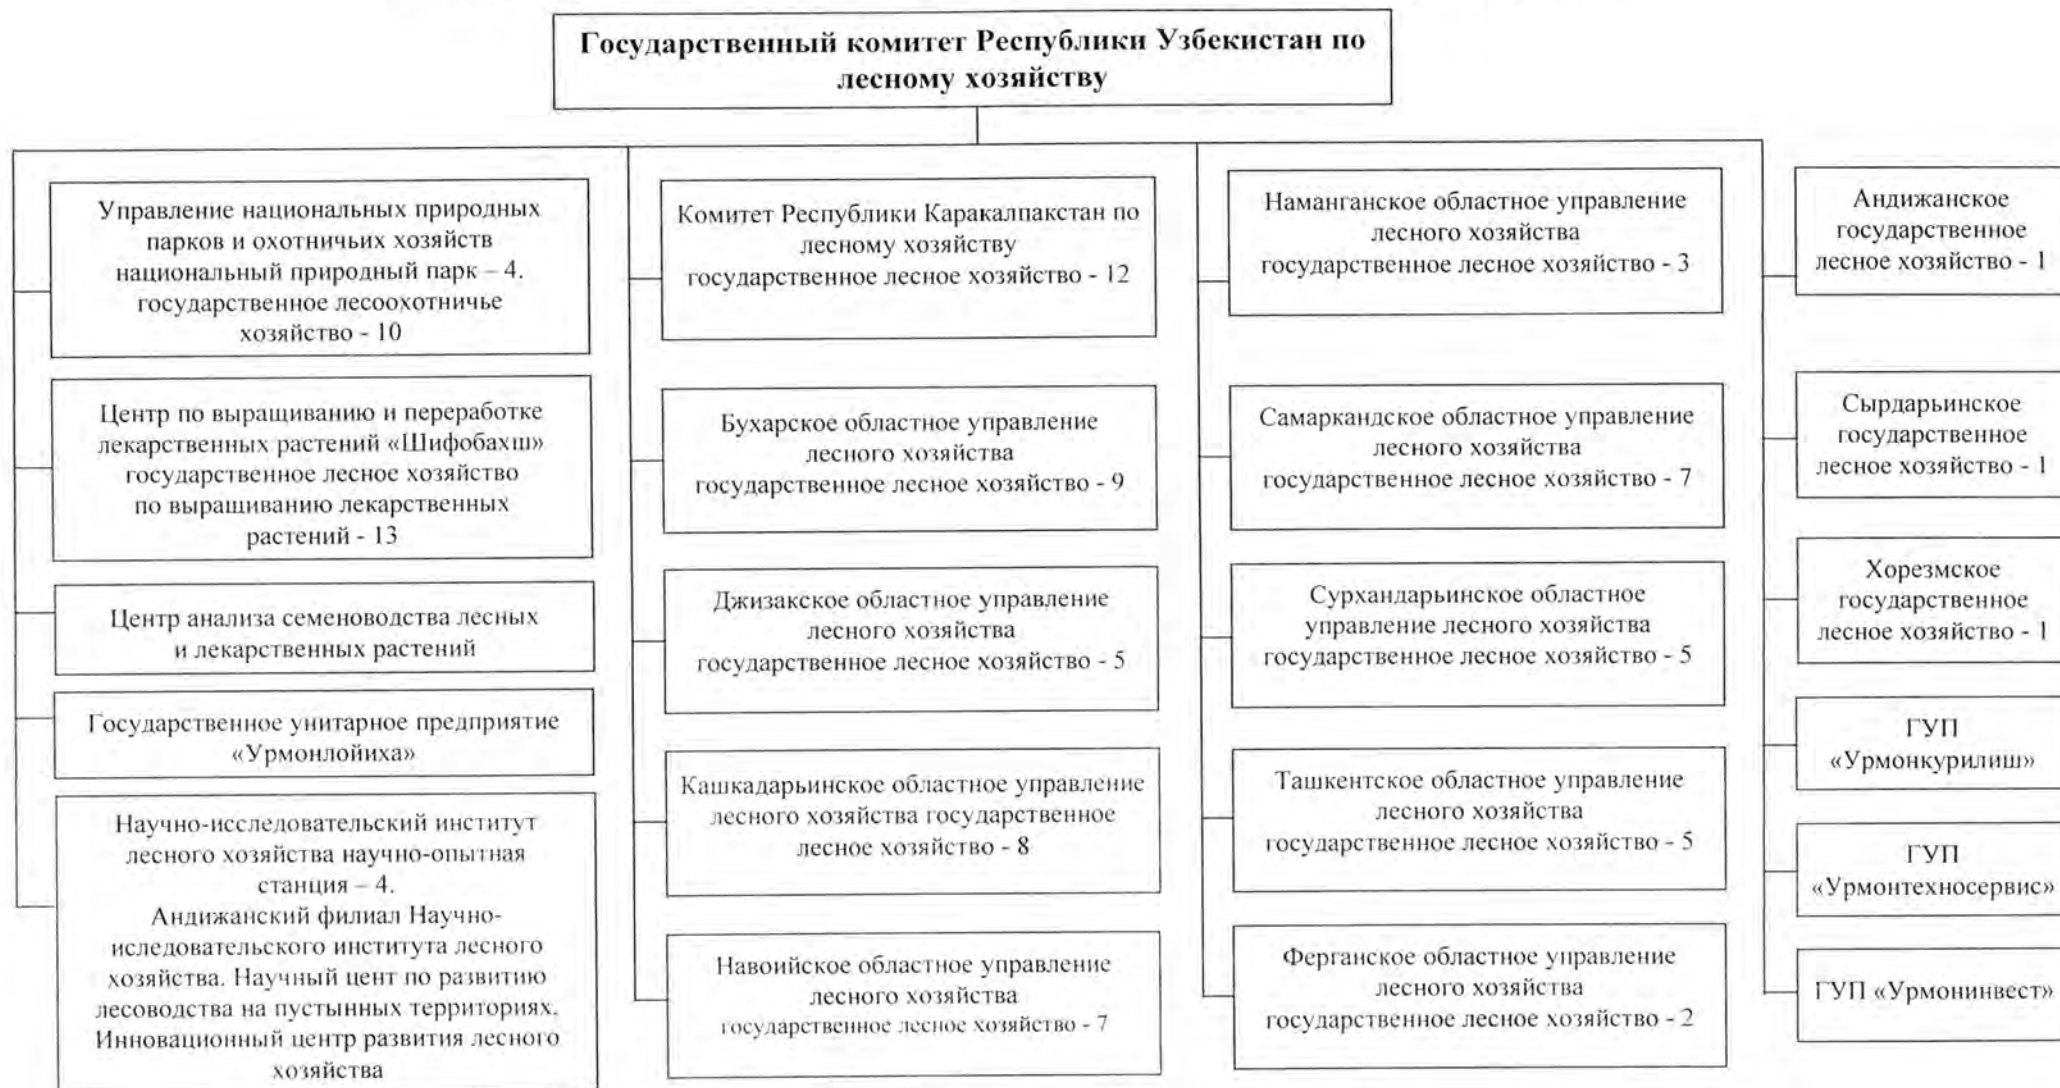 Государственный комитет Республики Узбекистан по
лесному хозяйству
Управление национальных природных
парков и охотничьих хозяйств
национальный природный парк – 4.
государственное лесоохотничье
хозяйство - 10
Центр по выращиванию и переработке
лекарственных растений «Шифобахш»
государственное лесное хозяйство
по выращиванию лекарственных
растений - 13
Центр анализа семеноводства лесных
и лекарственных растений
Государственное унитарное предприятие
«Урмонлойиха»
Научно-исследовательский институт
лесного хозяйства научно-опытная
станция – 4.
Андижанский филиал Научно-
иследовательского института лесного
хозяйства. Научный цент по развитию
лесоводства на пустынных территориях.
Инновационный центр развития лесного
хозяйства
Комитет Республики Каракалпакстан по
лесному хозяйству
государственное лесное хозяйство - 12
Бухарское областное управление
лесного хозяйства
государственное лесное хозяйство - 9
Джизакское областное управление
лесного хозяйства
государственное лесное хозяйство - 5
Кашкадарьинское областное управление
лесного хозяйства государственное
лесное хозяйство - 8
Навоийское областное управление
лесного хозяйства
государственное лесное хозяйство - 7
Наманганское областное управление
лесного хозяйства
государственное лесное хозяйство - 3
Самаркандское областное управление
лесного хозяйства
государственное лесное хозяйство - 7
Сурхандарьинское областное
управление лесного хозяйства
государственное лесное хозяйство - 5
Ташкентское областное управление
лесного хозяйства
государственное лесное хозяйство - 5
Ферганское областное управление
лесного хозяйства
государственное лесное хозяйство - 2
Андижанское
государственное
лесное хозяйство - 1
Сырдарьинское
государственное
лесное хозяйство - 1
Хорезмское
государственное
лесное хозяйство - 1
ГУП
«Урмонкурилиш»
ГУП
«Урмонтехносервис»
ГУП «Урмонинвест»